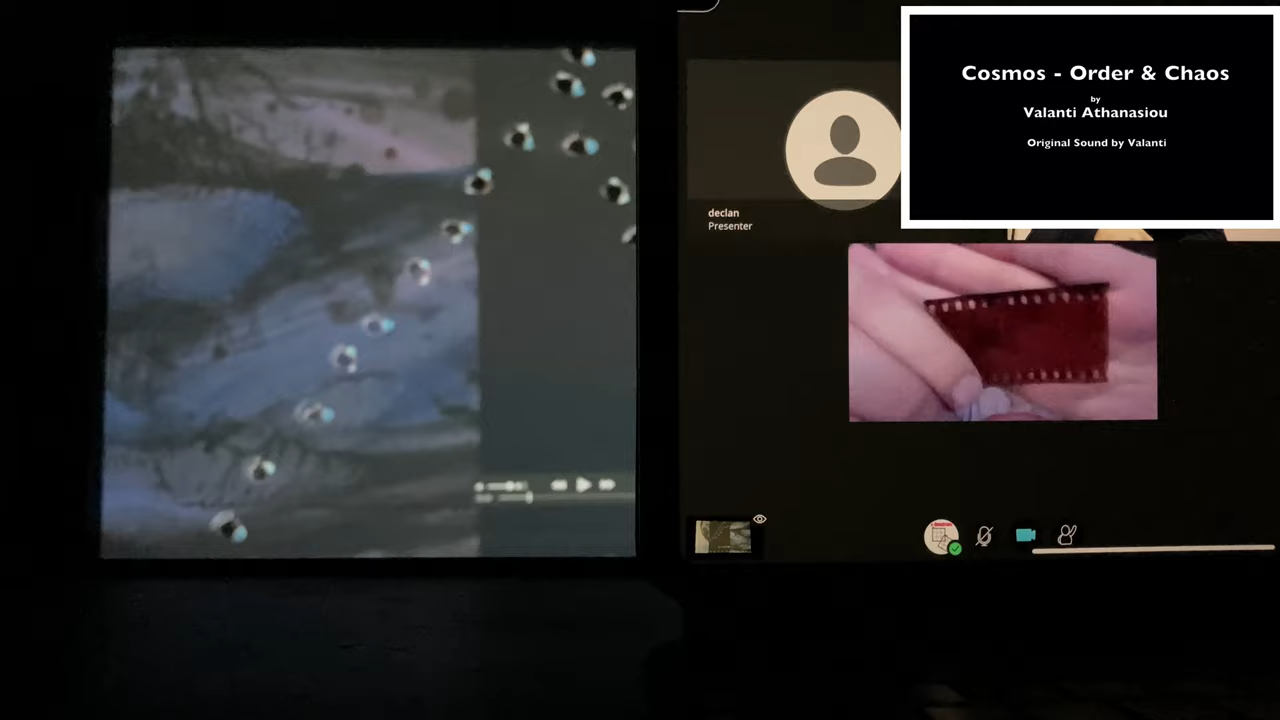 Cosmos - Order & Chaos
by
Valanti Athanasiou
Original Sound by Valanti
declan
Presenter